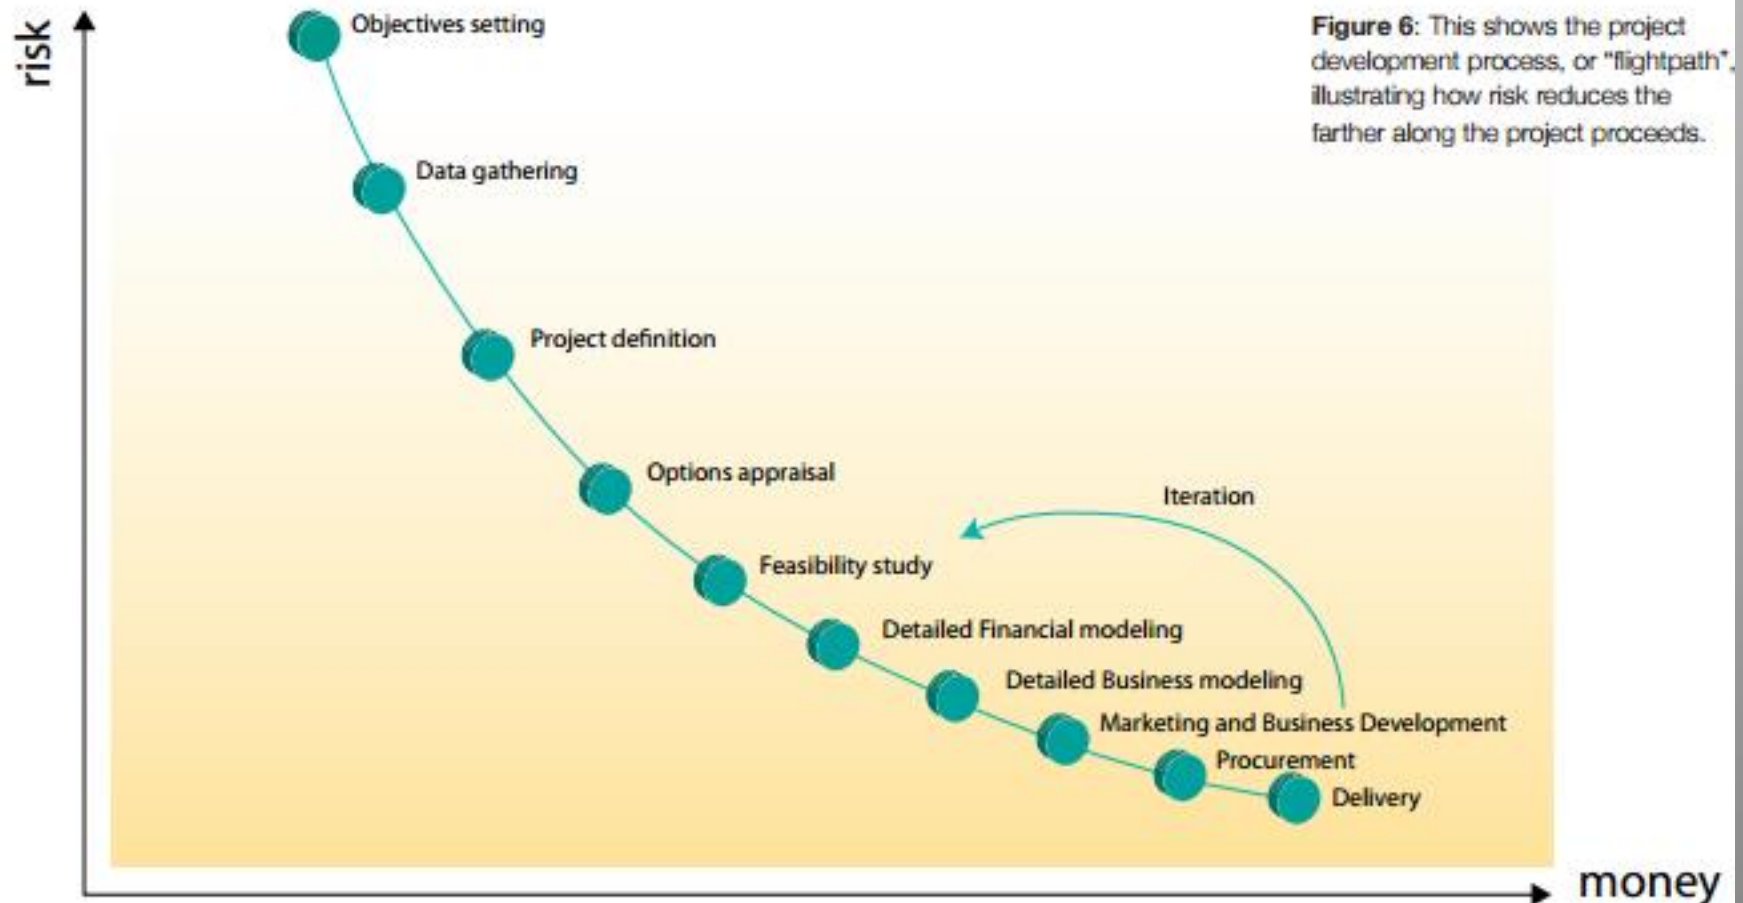 risk
Objectives setting
Figure 6: This shows the project
development process, or "flightpath",
illustrating how risk reduces the
farther along the project proceeds.
Data gathering
Project definition
Options appraisal
Iteration
Feasibility study
Detailed Financial modeling
Detailed Business modeling
Marketing and Business Development
Procurement
Delivery
money